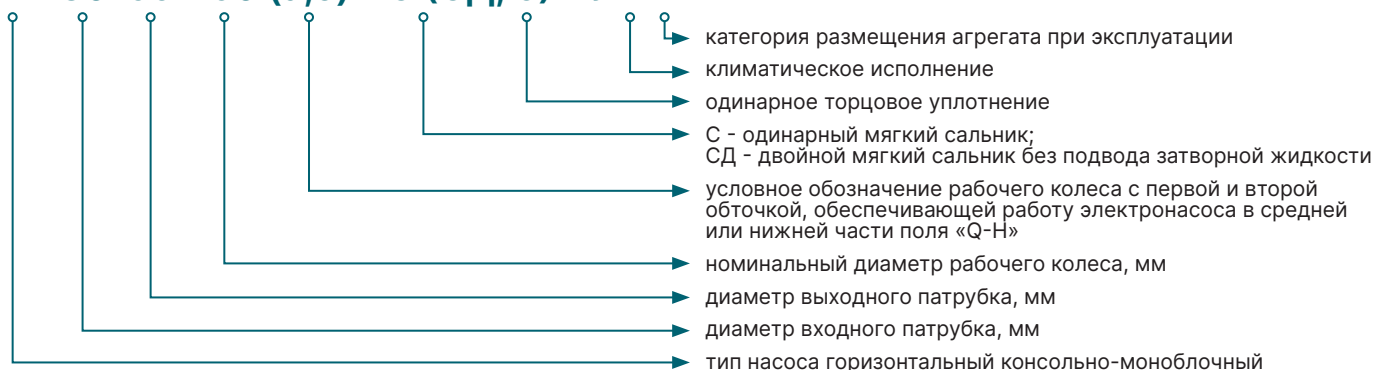 категория размещения агрегата при эксплуатации
климатическое исполнение
одинарное торцовое уплотнение
С - одинарный мягкий сальник;
СД - двойной мягкий сальник без подвода затворной жидкости
условное обозначение рабочего колеса с первой и второй
обточкой, обеспечивающей работу электронасоса в средней
или нижней части поля «Q-H»
номинальный диаметр рабочего колеса, мм
диаметр выходного патрубка, мм
диаметр входного патрубка, мм
тип насоса горизонтальный консольно-моноблочный